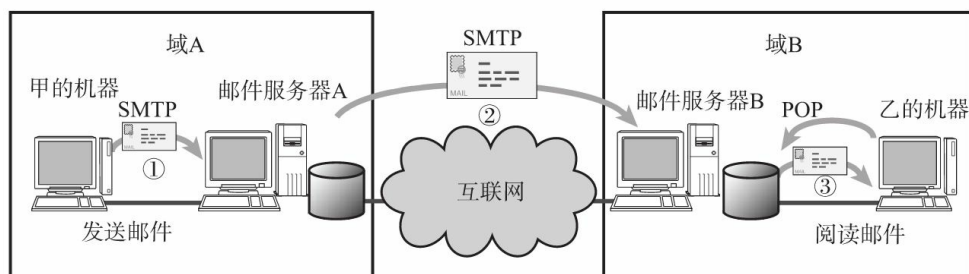 域A
SMTP
域B
甲的机器
SMTP
邮件服务器A
MAIL
②
邮件服务器B
POP
乙的机器
①
互联网
③
发送邮件
阅读邮件